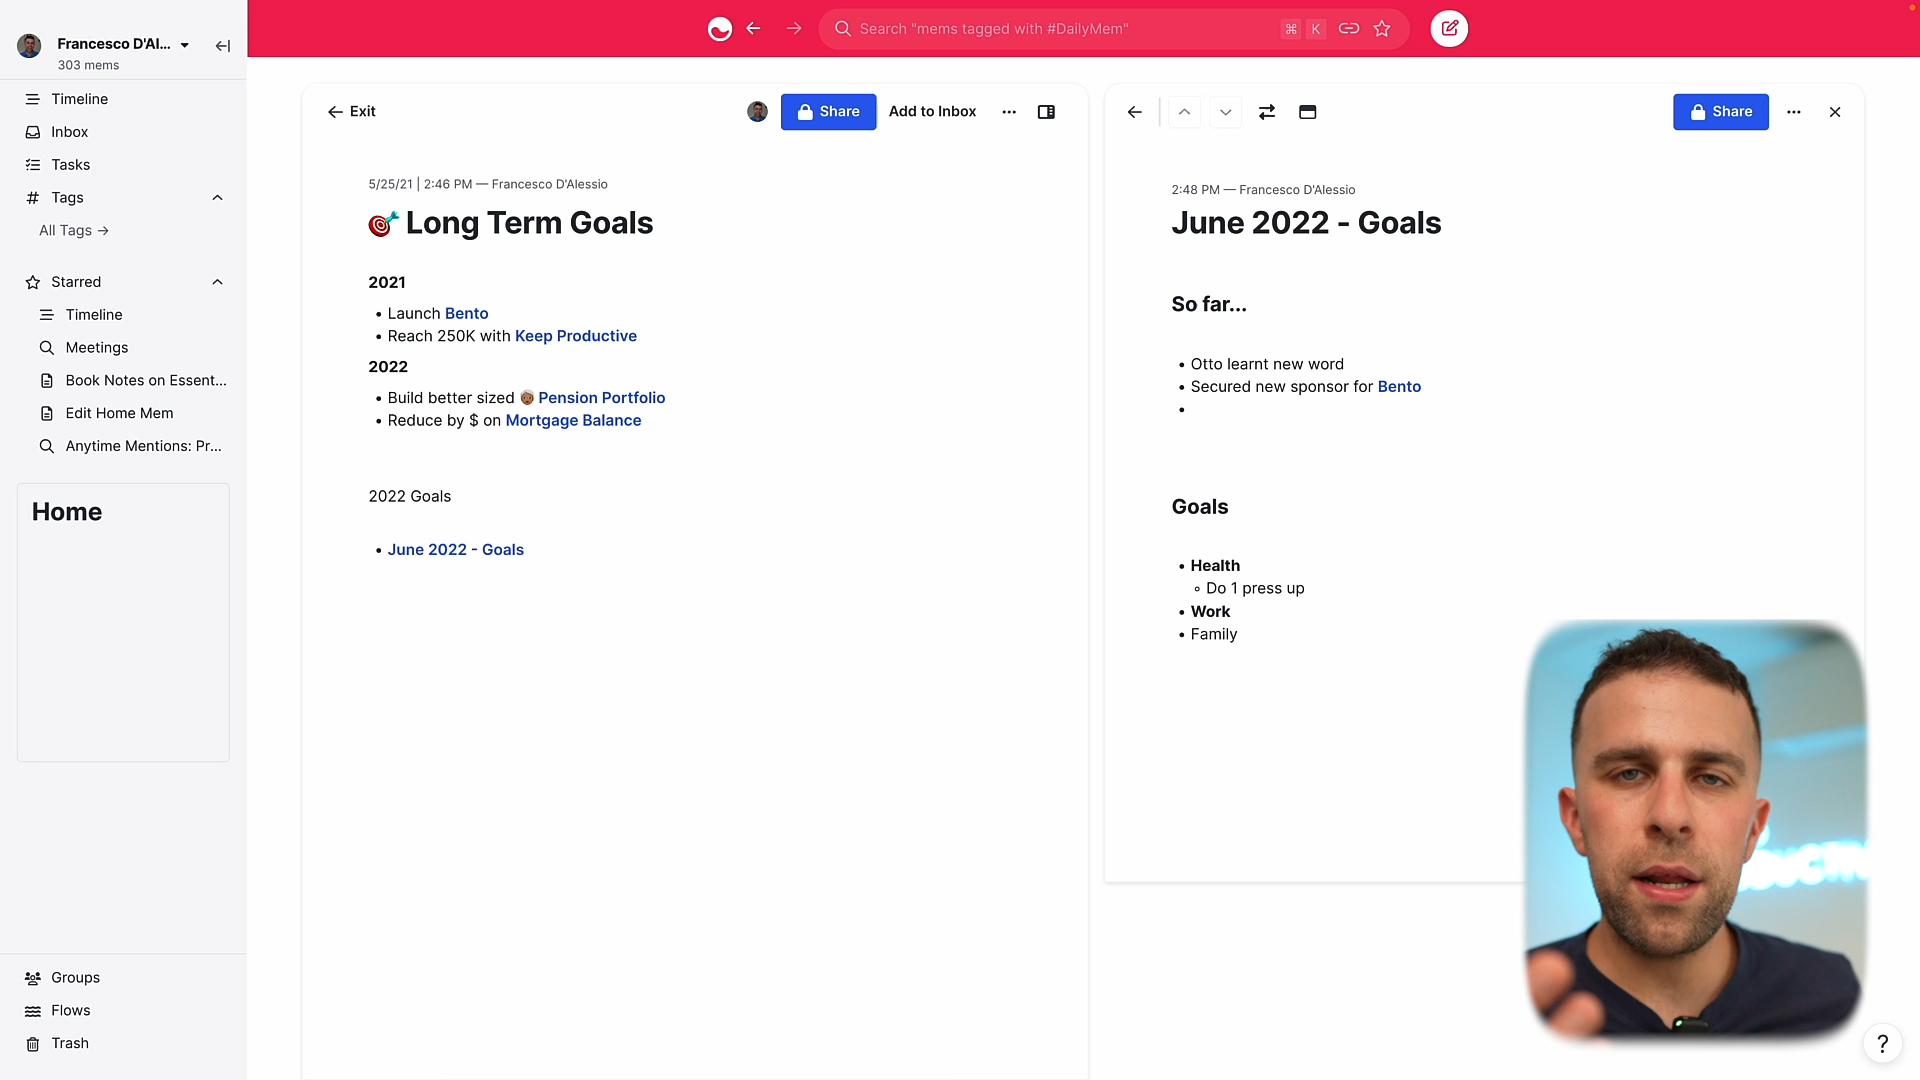 Francesco D'Al...
303 mems
Timeline
Inbox
Tasks
# Tags
All Tags →
Starred
Timeline
Meetings
Book Notes on Essent...
Edit Home Mem
Anytime Mentions: Pr...
Home
Groups
Flows
Trash
Search "mems tagged with #DailyMem"
⌘ K
← Exit
Share
Add to Inbox
5/25/21 | 2:46 PM — Francesco D'Alessio
🎯 Long Term Goals
2021
• Launch Bento
• Reach 250K with Keep Productive
2022
• Build better sized 👴🏽 Pension Portfolio
• Reduce by $ on Mortgage Balance
2022 Goals
• June 2022 - Goals
Share
2:48 PM — Francesco D'Alessio
June 2022 - Goals
So far...
• Otto learnt new word
• Secured new sponsor for Bento
•
Goals
• Health
◦ Do 1 press up
• Work
• Family
?